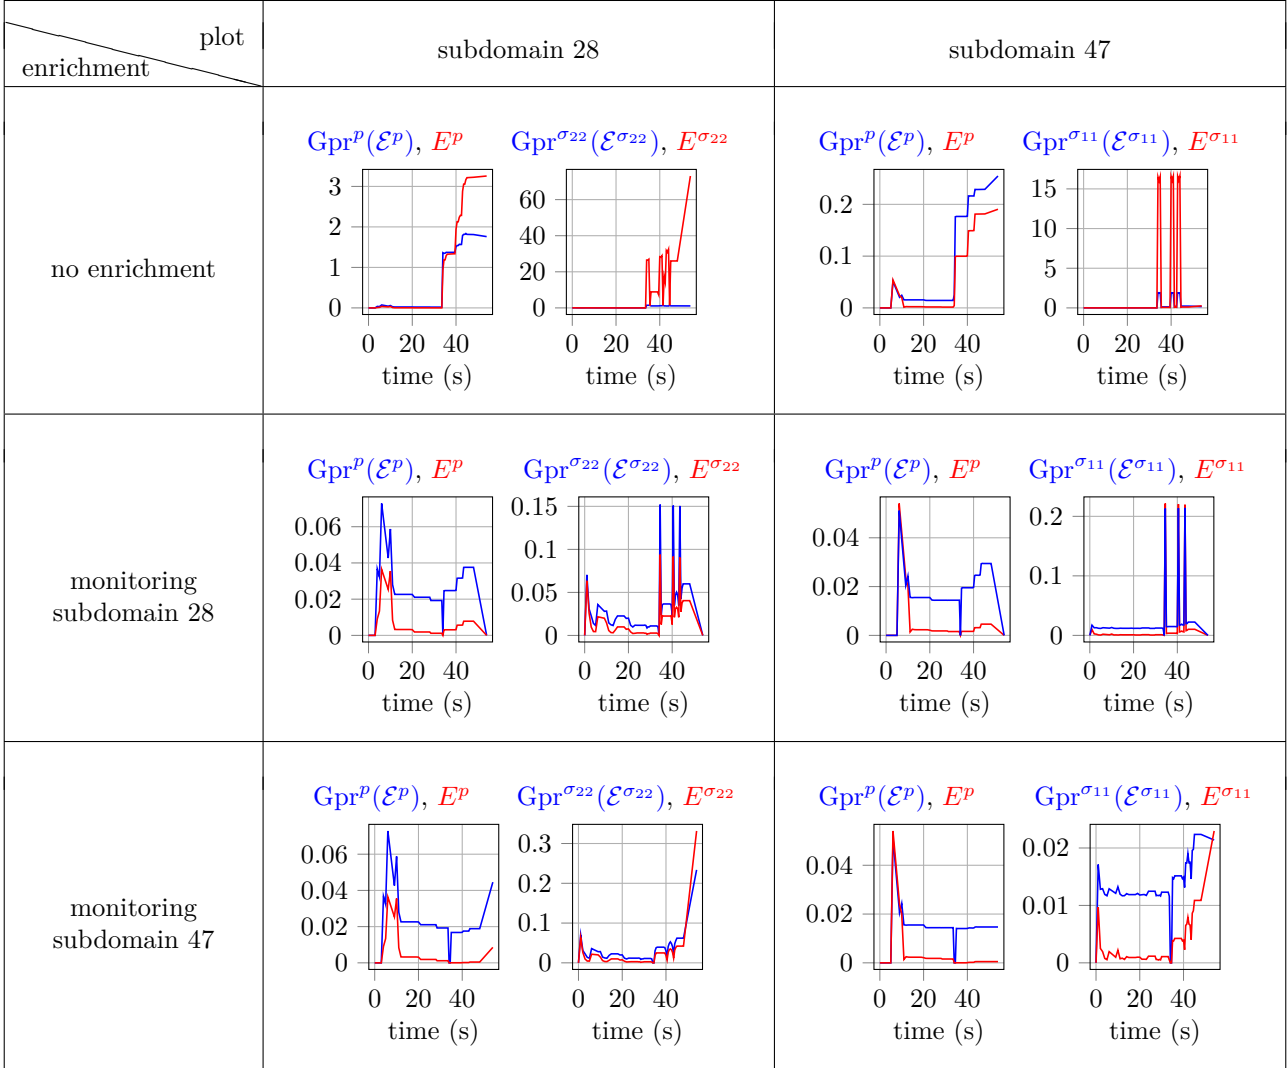 plot
enrichment
subdomain 28
subdomain 47
no enrichment
Gpr^p(ℰ^p), E^p
3
2
1
0
0 20 40
time (s)
Gpr^σ22(ℰ^σ22), E^σ22
60
40
20
0
0 20 40
time (s)
Gpr^p(ℰ^p), E^p
0.2
0.1
0
0 20 40
time (s)
Gpr^σ11(ℰ^σ11), E^σ11
15
10
5
0
0 20 40
time (s)
monitoring
subdomain 28
Gpr^p(ℰ^p), E^p
0.06
0.04
0.02
0
0 20 40
time (s)
Gpr^σ22(ℰ^σ22), E^σ22
0.15
0.1
0.05
0
0 20 40
time (s)
Gpr^p(ℰ^p), E^p
0.04
0.02
0
0 20 40
time (s)
Gpr^σ11(ℰ^σ11), E^σ11
0.2
0.1
0
0 20 40
time (s)
monitoring
subdomain 47
Gpr^p(ℰ^p), E^p
0.06
0.04
0.02
0
0 20 40
time (s)
Gpr^σ22(ℰ^σ22), E^σ22
0.3
0.2
0.1
0
0 20 40
time (s)
Gpr^p(ℰ^p), E^p
0.04
0.02
0
0 20 40
time (s)
Gpr^σ11(ℰ^σ11), E^σ11
0.02
0.01
0
0 20 40
time (s)